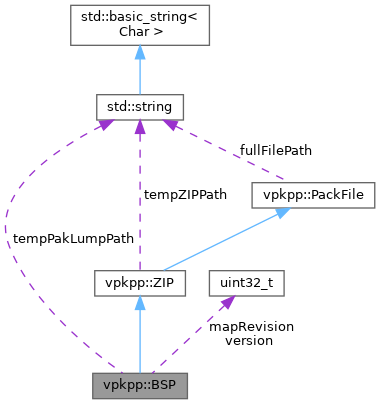 std::basic_string<
Char >
std::string
fullFilePath
tempZIPPath
vpkpp::PackFile
tempPakLumpPath
vpkpp::ZIP
uint32_t
mapRevision
version
vpkpp::BSP